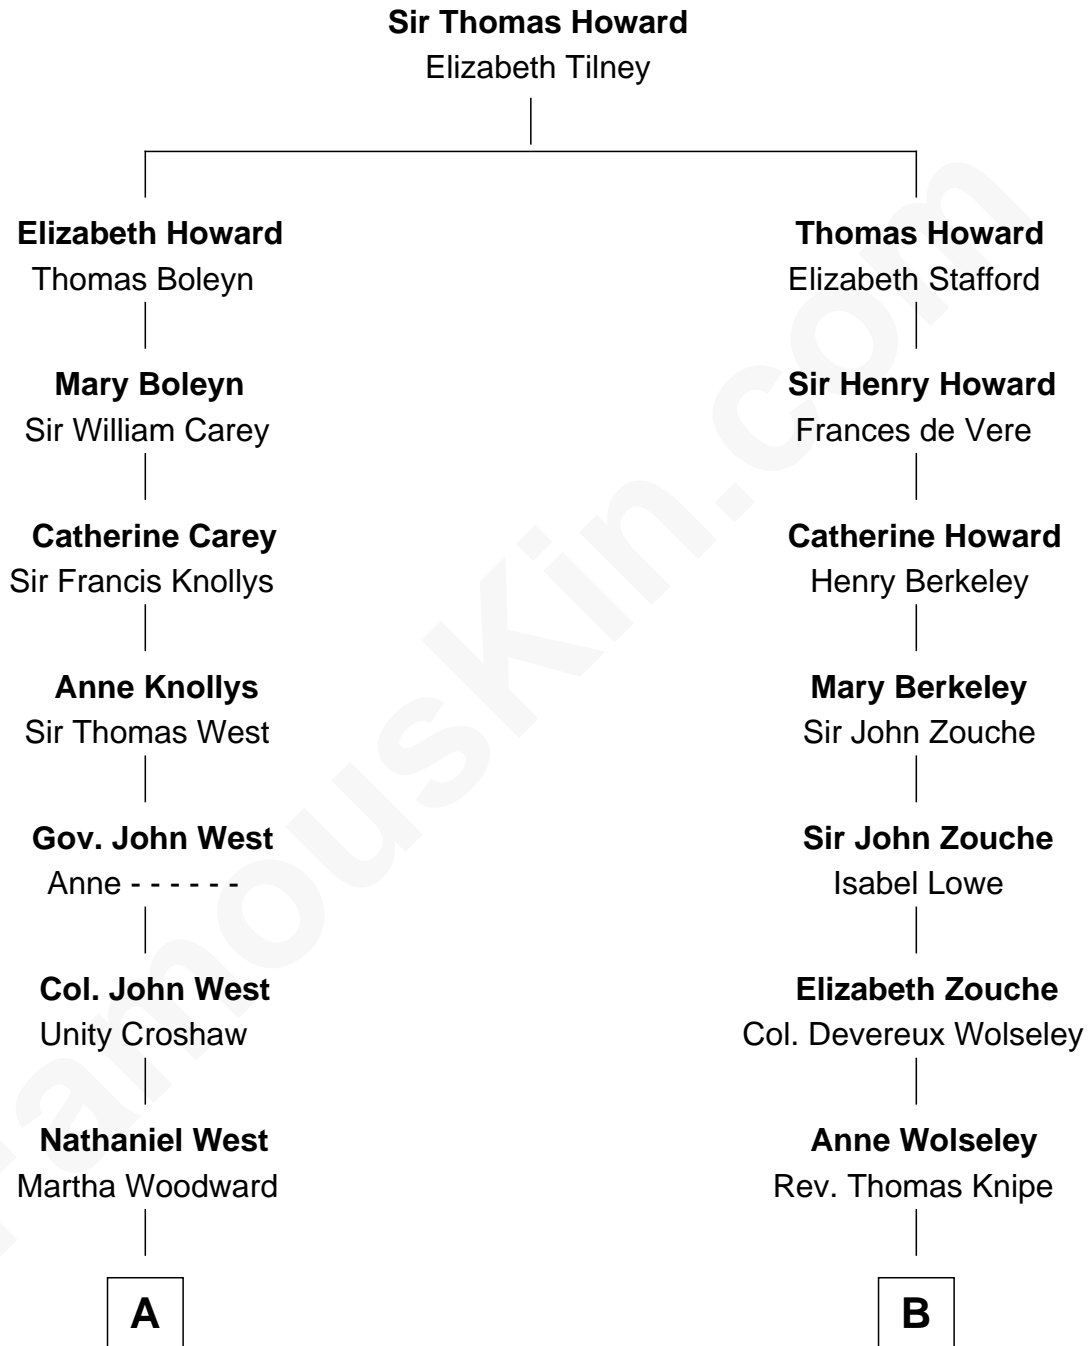 Sir Thomas Howard
Elizabeth Tilney
Elizabeth Howard
Thomas Boleyn
Mary Boleyn
Sir William Carey
Catherine Carey
Sir Francis Knollys
Anne Knollys
Sir Thomas West
Gov. John West
Anne - - - - - -
Col. John West
Unity Croshaw
Nathaniel West
Martha Woodward
A
Thomas Howard
Elizabeth Stafford
Sir Henry Howard
Frances de Vere
Catherine Howard
Henry Berkeley
Mary Berkeley
Sir John Zouche
Sir John Zouche
Isabel Lowe
Elizabeth Zouche
Col. Devereux Wolseley
Anne Wolseley
Rev. Thomas Knipe
B
FamousKin.com